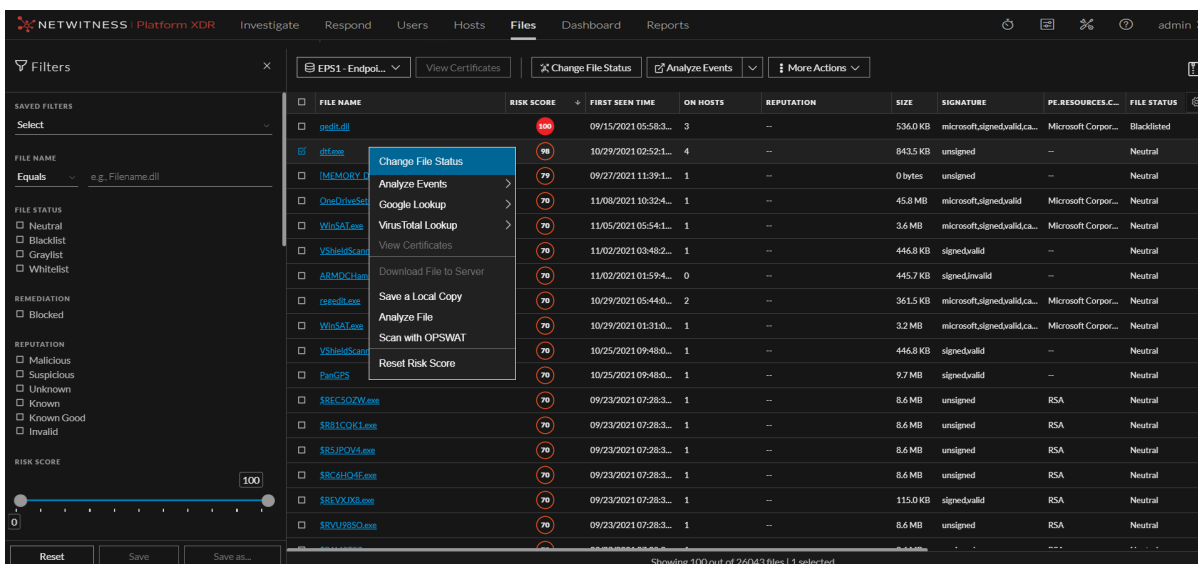 NETWITNESS Platform XDR Investigate Respond Users Hosts Files Dashboard Reports admin
Filters
EPS1 - Endpoi... View Certificates Change File Status Analyze Events More Actions
SAVED FILTERS
Select
FILE NAME
Equals e.g., Filename.dll
FILE STATUS
Neutral
Blacklist
Graylist
Whitelist
REMEDIATION
Blocked
REPUTATION
Malicious
Suspicious
Unknown
Known
Known Good
Invalid
RISK SCORE
100
0
Reset Save Save as...
FILE NAME RISK SCORE FIRST SEEN TIME ON HOSTS REPUTATION SIZE SIGNATURE PE.RESOURCES.C... FILE STATUS
qedit.dll 100 09/15/2021 05:58:3... 3 -- 536.0 KB microsoft,signed,valid,ca... Microsoft Corpor... Blacklisted
dtf.exe 98 10/29/2021 02:52:1... 4 -- 843.5 KB unsigned -- Neutral
[MEMORY_D 79 09/27/2021 11:39:1... 1 -- 0 bytes unsigned -- Neutral
OneDriveSet 70 11/08/2021 10:32:4... 1 -- 45.8 MB microsoft,signed,valid Microsoft Corpor... Neutral
WinSAT.exe 70 11/05/2021 05:54:1... 1 -- 3.6 MB microsoft,signed,valid,ca... Microsoft Corpor... Neutral
VShieldScann 70 11/02/2021 03:48:2... 1 -- 446.8 KB signed,valid -- Neutral
ARMDCHam 70 11/02/2021 01:59:4... 0 -- 445.7 KB signed,invalid -- Neutral
regedit.exe 70 10/29/2021 05:44:0... 2 -- 361.5 KB microsoft,signed,valid,ca... Microsoft Corpor... Neutral
WinSAT.exe 70 10/29/2021 01:31:0... 1 -- 3.2 MB microsoft,signed,valid,ca... Microsoft Corpor... Neutral
VShieldScann 70 10/25/2021 09:48:0... 1 -- 446.8 KB signed,valid -- Neutral
PanGPS 70 10/25/2021 09:48:0... 1 -- 9.7 MB signed,valid -- Neutral
$REC5OZW.exe 70 09/23/2021 07:28:3... 1 -- 8.6 MB unsigned RSA Neutral
$R81CQK1.exe 70 09/23/2021 07:28:3... 1 -- 8.6 MB unsigned RSA Neutral
$R5JPOV4.exe 70 09/23/2021 07:28:3... 1 -- 8.6 MB unsigned RSA Neutral
$RC6HQ4F.exe 70 09/23/2021 07:28:3... 1 -- 8.6 MB unsigned RSA Neutral
$REVXJX8.exe 70 09/23/2021 07:28:3... 1 -- 115.0 KB signed,valid RSA Neutral
$RVU98SO.exe 70 09/23/2021 07:28:3... 1 -- 8.6 MB unsigned RSA Neutral
Change File Status
Analyze Events
Google Lookup
VirusTotal Lookup
View Certificates
Download File to Server
Save a Local Copy
Analyze File
Scan with OPSWAT
Reset Risk Score
Showing 100 out of 26043 files | 1 selected